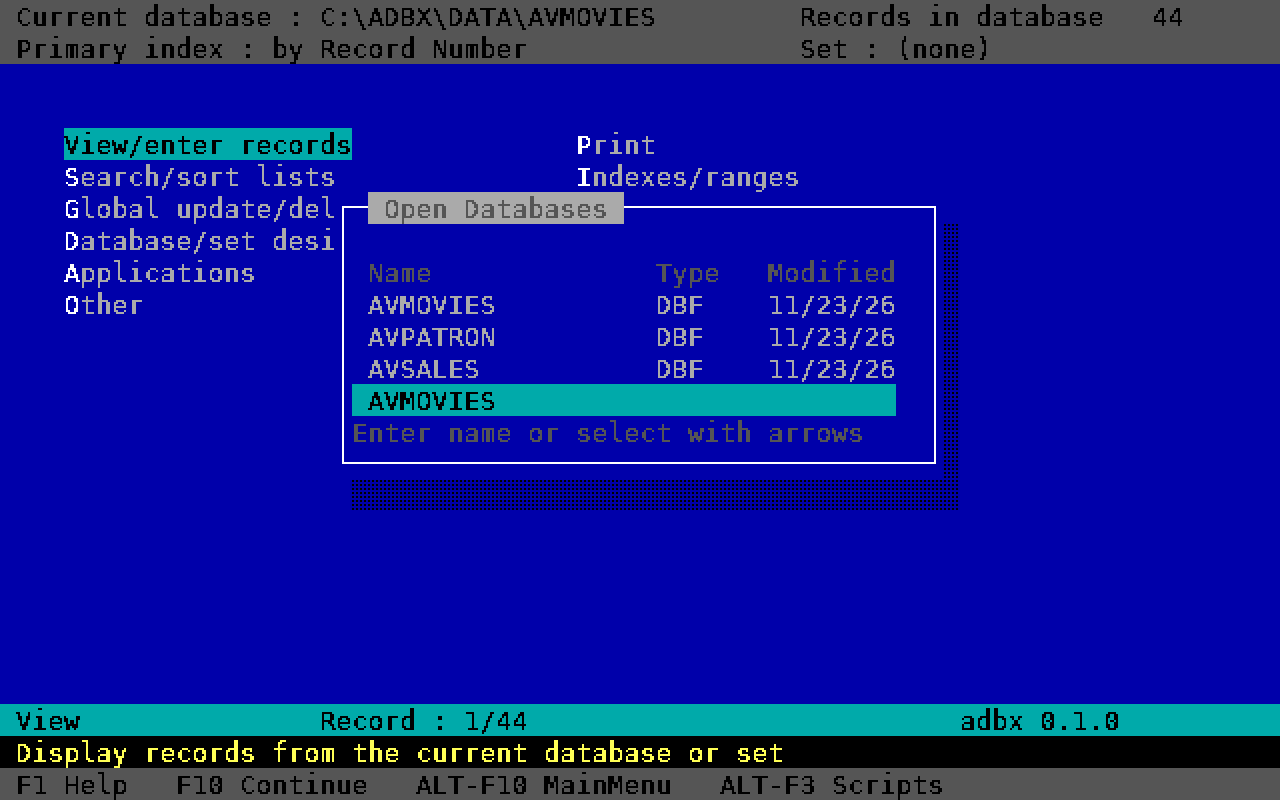 Current database : C:\ADBX\DATA\AVMOVIES Records in database 44
Primary index : by Record Number Set : (none)
View/enter records Print
Search/sort lists Indexes/ranges
Global update/del Open Databases
Database/set desi
Applications Name Type Modified
Other AVMOVIES DBF 11/23/26
AVPATRON DBF 11/23/26
AVSALES DBF 11/23/26
AVMOVIES
Enter name or select with arrows
View Record : 1/44 adbx 0.1.0
Display records from the current database or set
F1 Help F10 Continue ALT-F10 MainMenu ALT-F3 Scripts